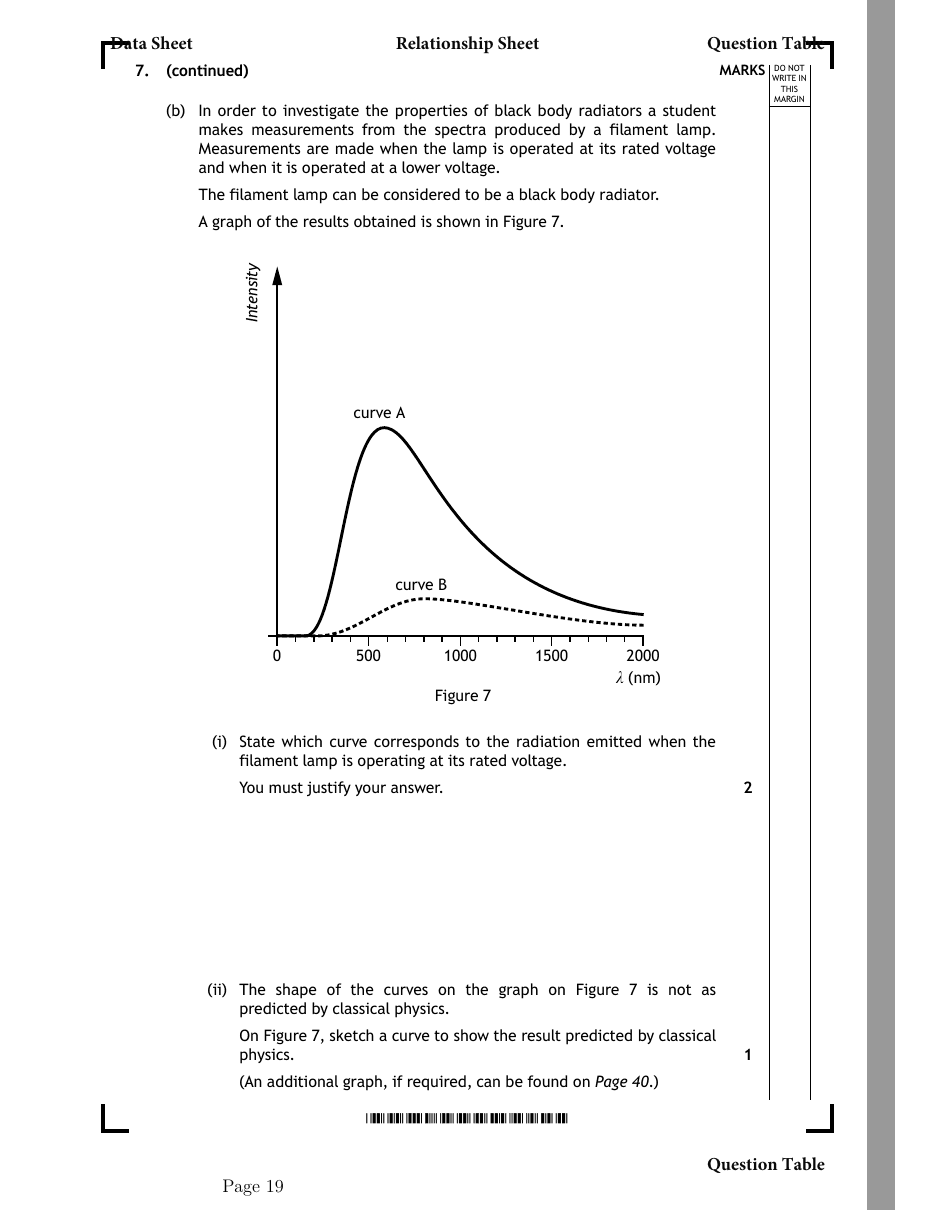 Data Sheet Relationship Sheet Question Table
7. (continued) MARKS
DO NOT
WRITE IN
THIS
MARGIN
(b) In order to investigate the properties of black body radiators a student
makes measurements from the spectra produced by a filament lamp.
Measurements are made when the lamp is operated at its rated voltage
and when it is operated at a lower voltage.
The filament lamp can be considered to be a black body radiator.
A graph of the results obtained is shown in Figure 7.
Intensity
curve A
curve B
0 500 1000 1500 2000
λ (nm)
Figure 7
(i) State which curve corresponds to the radiation emitted when the
filament lamp is operating at its rated voltage.
You must justify your answer. 2
(ii) The shape of the curves on the graph on Figure 7 is not as
predicted by classical physics.
On Figure 7, sketch a curve to show the result predicted by classical
physics. 1
(An additional graph, if required, can be found on Page 40.)
Question Table
Page 19